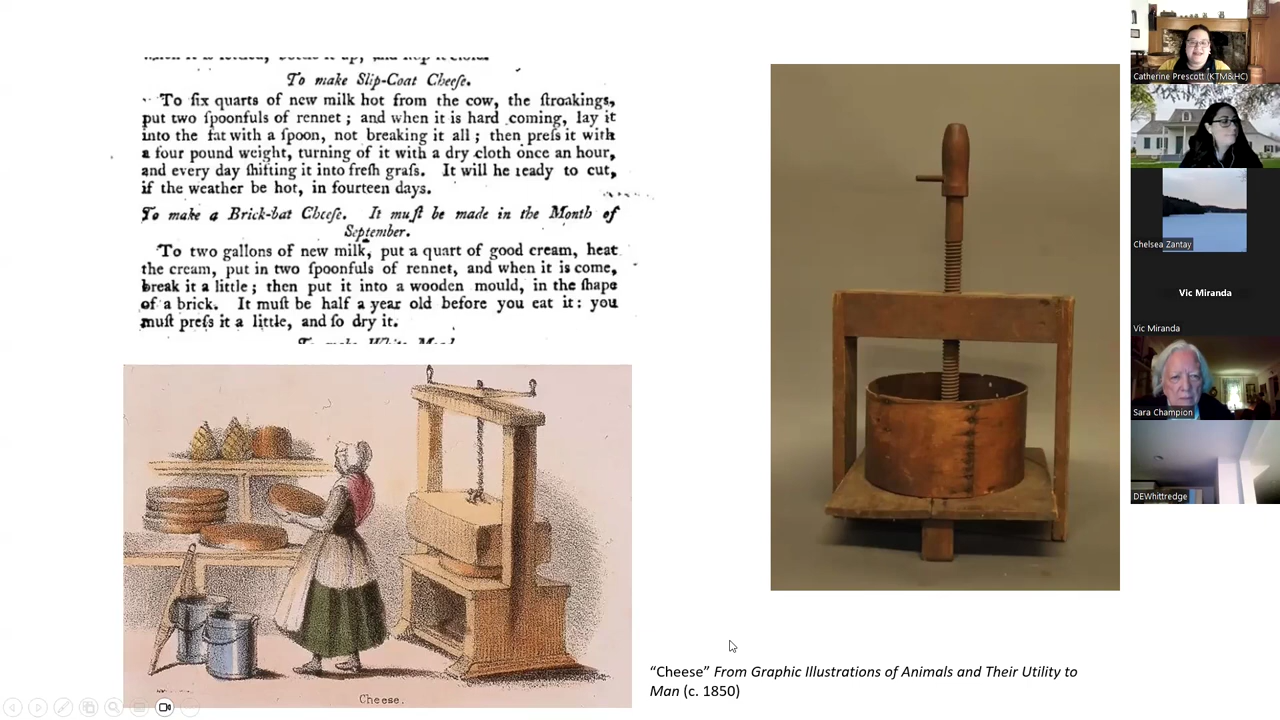 To make Slip-Coat Cheeſe.
To ſix quarts of new milk hot from the cow, the ſtroakings,
put two ſpoonfuls of rennet ; and when it is hard coming, lay it
into the fat with a ſpoon, not breaking it all ; then preſs it with
a four pound weight, turning of it with a dry cloth once an hour,
and every day ſhifting it into freſh graſs. It will he ready to cut,
if the weather be hot, in fourteen days.
To make a Brick-bat Cheeſe. It muſt be made in the Month of
September.
To two gallons of new milk, put a quart of good cream, heat
the cream, put in two ſpoonfuls of rennet, and when it is come,
break it a little ; then put it into a wooden mould, in the ſhape
of a brick. It muſt be half a year old before you eat it : you
muſt preſs it a little, and ſo dry it.
Cheese.
“Cheese” From Graphic Illustrations of Animals and Their Utility to
Man (c. 1850)
Catherine Prescott (KTM&HC)
Chelsea Zantay
Vic Miranda
Vic Miranda
Sara Champion
DEWhittredge